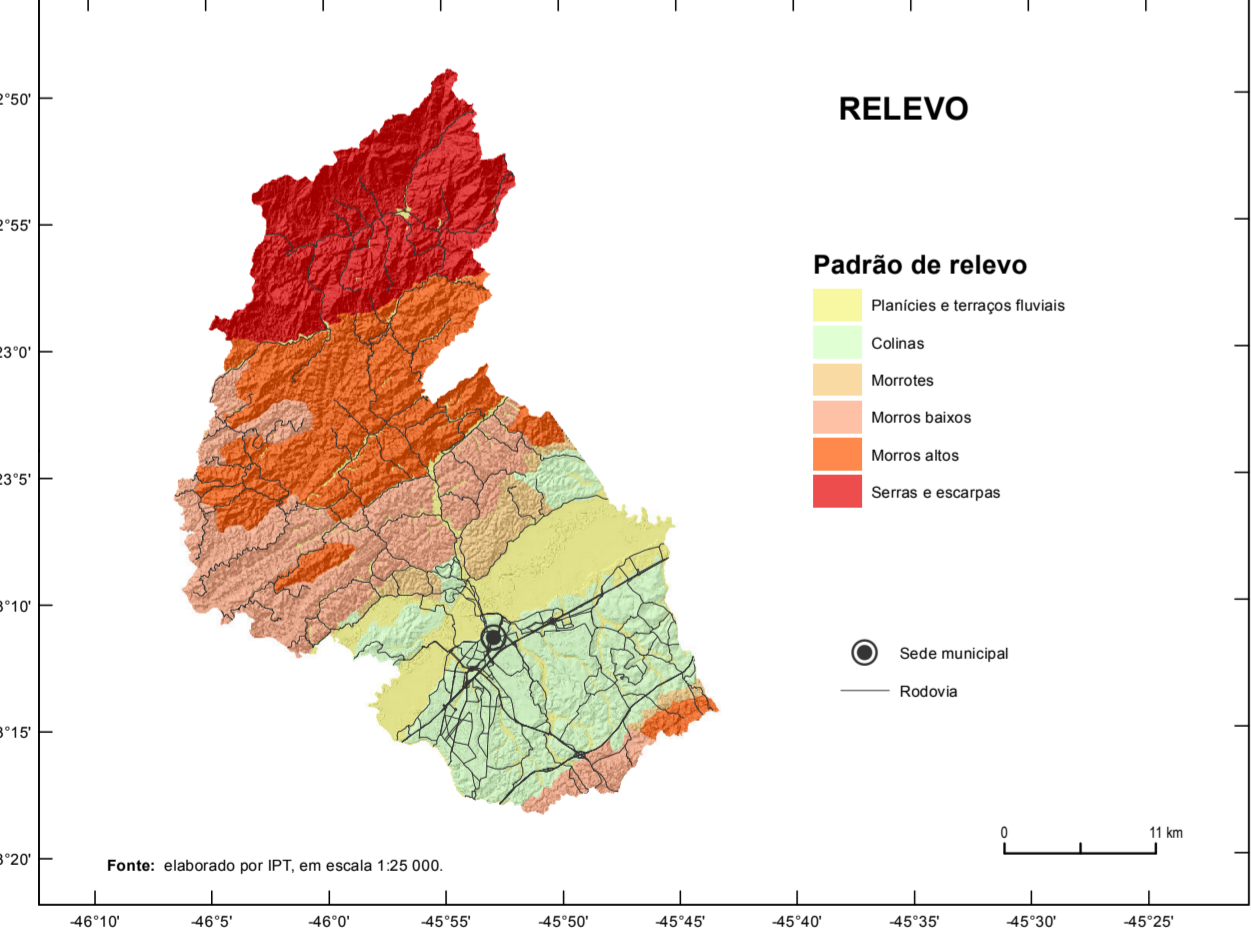 RELEVO
2°50'
2°55'
23°0'
23°5'
3°10'
3°15'
3°20'
Padrão de relevo
Planícies e terraços fluviais
Colinas
Morrotes
Morros baixos
Morros altos
Serras e escarpas
Sede municipal
Rodovia
0 11 km
Fonte: elaborado por IPT, em escala 1:25 000.
-46°10' -46°5' -46°0' -45°55' -45°50' -45°45' -45°40' -45°35' -45°30' -45°25'